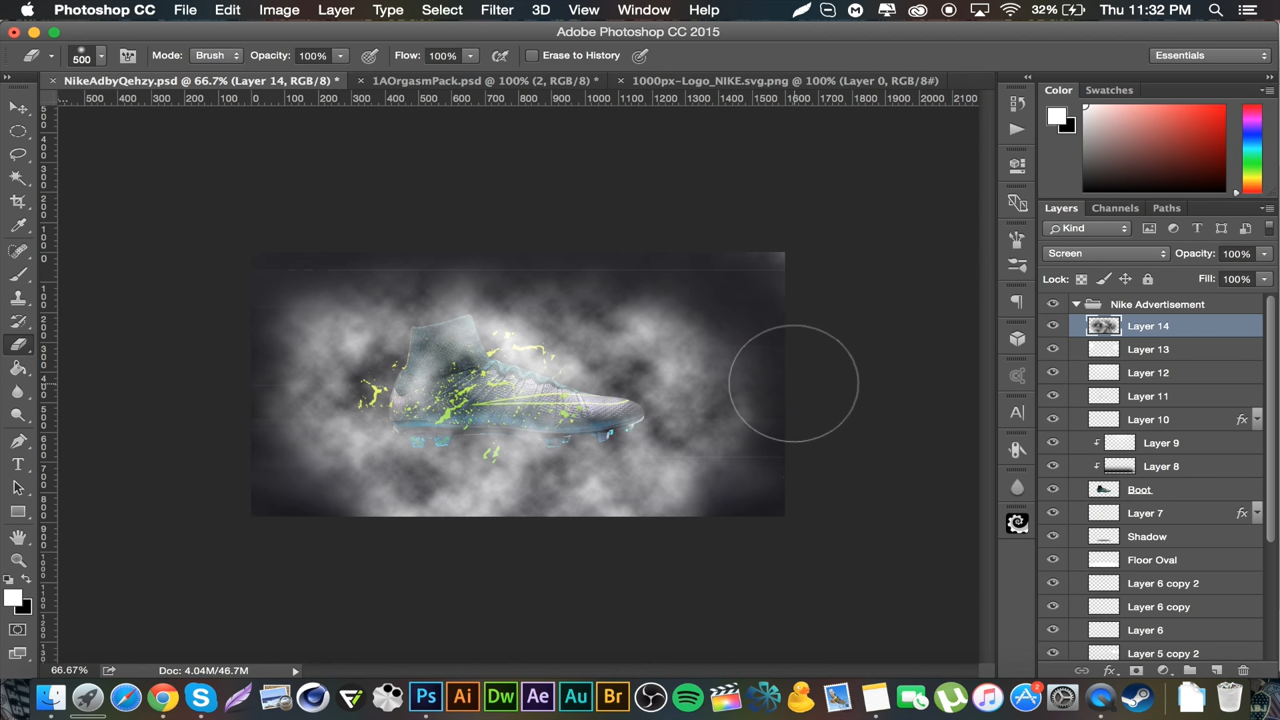 Photoshop CC File Edit Image Layer Type Select Filter 3D View Window Help 32% Thu 11:32 PM
Adobe Photoshop CC 2015
500 Mode: Brush Opacity: 100% Flow: 100% Erase to History Essentials
NikeAdbyQehzy.psd @ 66.7% (Layer 14, RGB/8) * 1AOrgasmPack.psd @ 100% (2, RGB/8) * 1000px-Logo_NIKE.svg.png @ 100% (Layer 0, RGB/8#)
500 400 300 200 100 0 100 200 300 400 500 600 700 800 900 1000 1100 1200 1300 1400 1500 1600 1700 1800 1900 2000 2100
Color Swatches
Layers Channels Paths
Kind
Screen Opacity: 100%
Lock: Fill: 100%
Nike Advertisement
Layer 14
Layer 13
Layer 12
Layer 11
Layer 10 fx
Layer 9
Layer 8
Boot
Layer 7 fx
Shadow
Floor Oval
Layer 6 copy 2
Layer 6 copy
Layer 6
Layer 5 copy 2
66.67% Doc: 4.04M/46.7M
Ps Ai Dw Ae Au Br 2